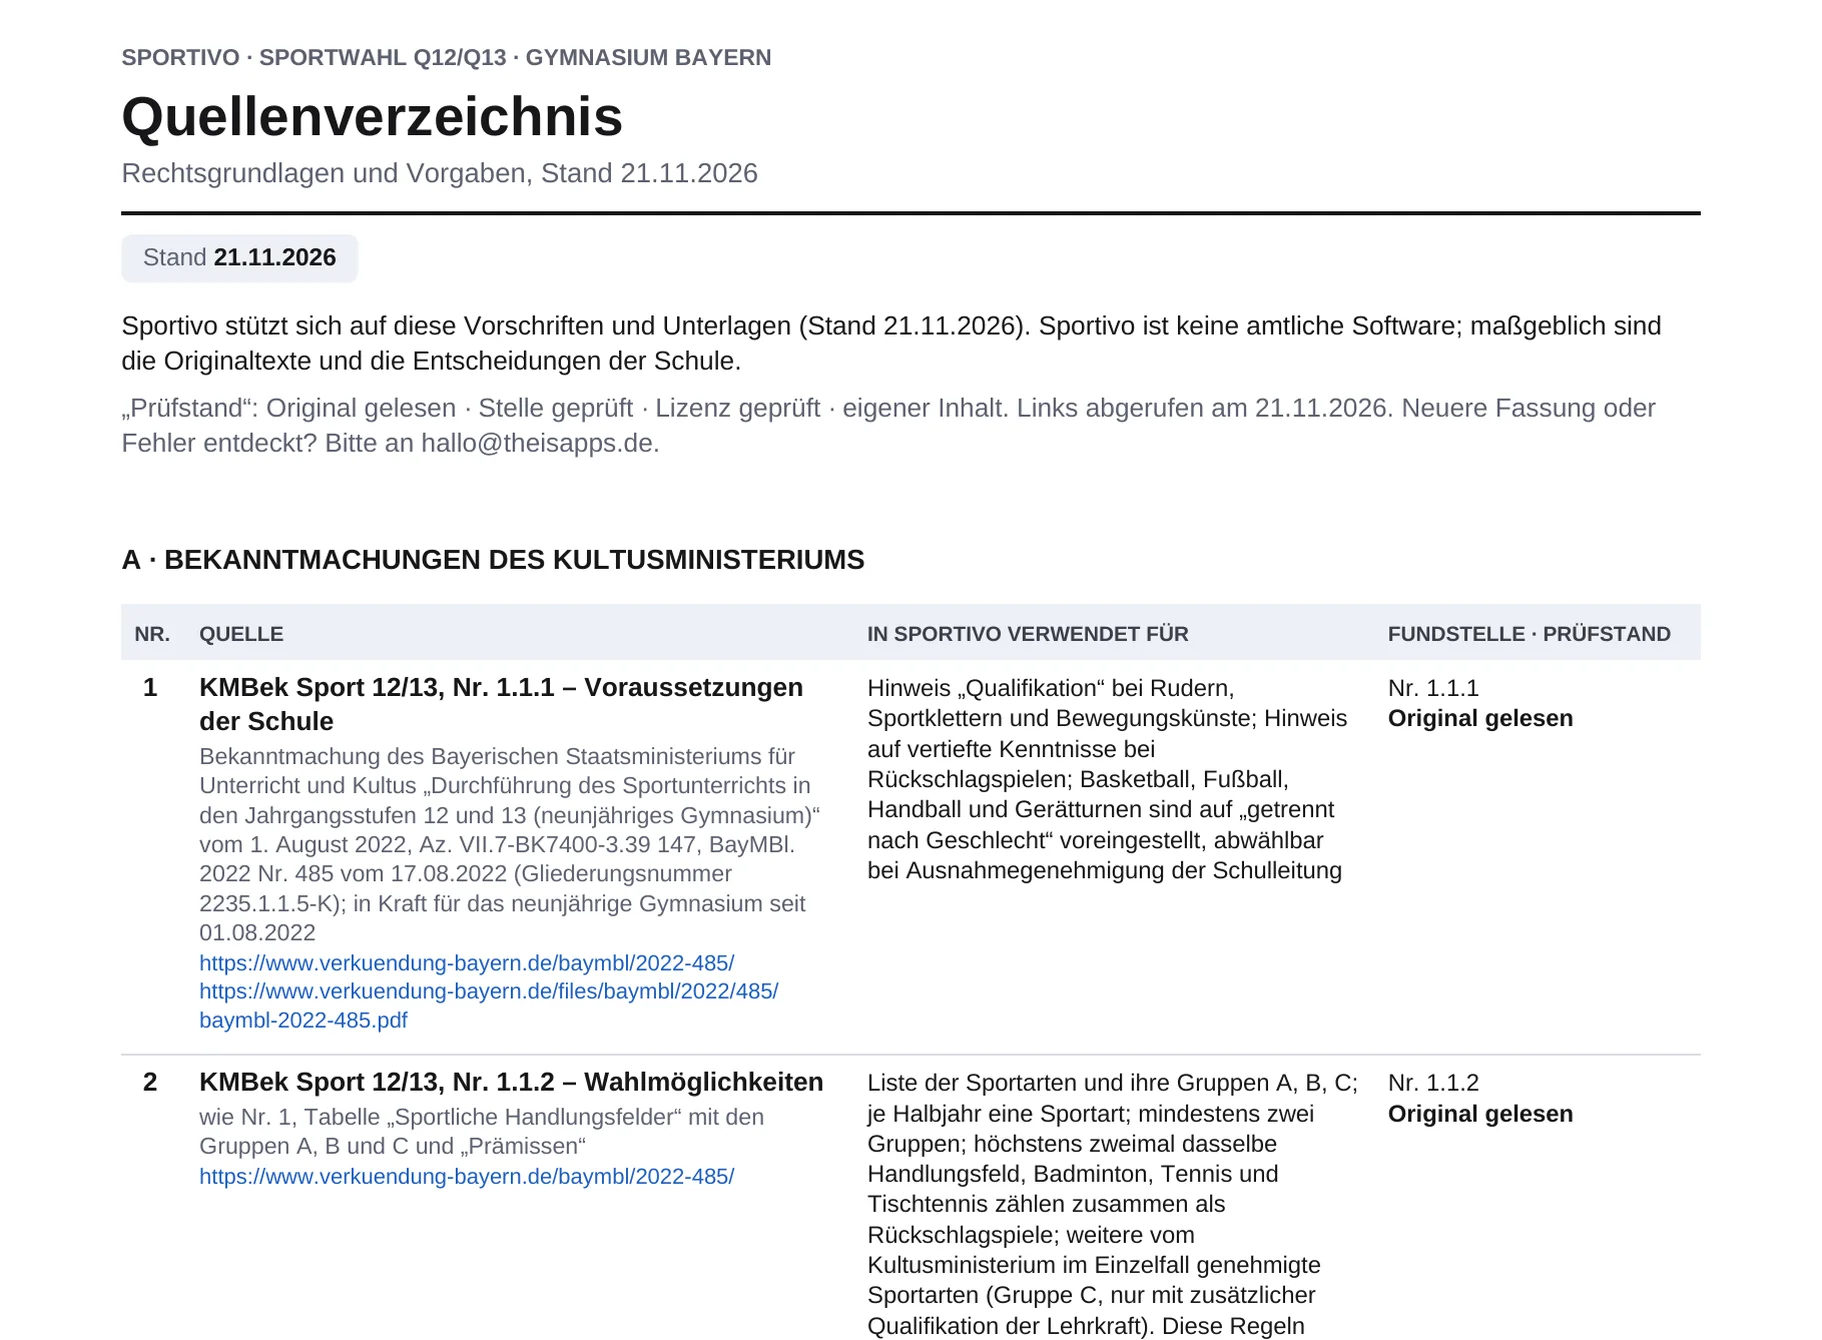 SPORTIVO · SPORTWAHL Q12/Q13 · GYMNASIUM BAYERN
Quellenverzeichnis
Rechtsgrundlagen und Vorgaben, Stand 21.11.2026
Stand 21.11.2026
Sportivo stützt sich auf diese Vorschriften und Unterlagen (Stand 21.11.2026). Sportivo ist keine amtliche Software; maßgeblich sind
die Originaltexte und die Entscheidungen der Schule.
„Prüfstand“: Original gelesen · Stelle geprüft · Lizenz geprüft · eigener Inhalt. Links abgerufen am 21.11.2026. Neuere Fassung oder
Fehler entdeckt? Bitte an hallo@theisapps.de.
A · BEKANNTMACHUNGEN DES KULTUSMINISTERIUMS
NR. QUELLE IN SPORTIVO VERWENDET FÜR FUNDSTELLE · PRÜFSTAND
1
KMBek Sport 12/13, Nr. 1.1.1 – Voraussetzungen
der Schule
Bekanntmachung des Bayerischen Staatsministeriums für
Unterricht und Kultus „Durchführung des Sportunterrichts in
den Jahrgangsstufen 12 und 13 (neunjähriges Gymnasium)“
vom 1. August 2022, Az. VII.7-BK7400-3.39 147, BayMBl.
2022 Nr. 485 vom 17.08.2022 (Gliederungsnummer
2235.1.1.5-K); in Kraft für das neunjährige Gymnasium seit
01.08.2022
https://www.verkuendung-bayern.de/baymbl/2022-485/
https://www.verkuendung-bayern.de/files/baymbl/2022/485/
baymbl-2022-485.pdf
Hinweis „Qualifikation“ bei Rudern,
Sportklettern und Bewegungskünste; Hinweis
auf vertiefte Kenntnisse bei
Rückschlagspielen; Basketball, Fußball,
Handball und Gerätturnen sind auf „getrennt
nach Geschlecht“ voreingestellt, abwählbar
bei Ausnahmegenehmigung der Schulleitung
Nr. 1.1.1
Original gelesen
2
KMBek Sport 12/13, Nr. 1.1.2 – Wahlmöglichkeiten
wie Nr. 1, Tabelle „Sportliche Handlungsfelder“ mit den
Gruppen A, B und C und „Prämissen“
https://www.verkuendung-bayern.de/baymbl/2022-485/
Liste der Sportarten und ihre Gruppen A, B, C;
je Halbjahr eine Sportart; mindestens zwei
Gruppen; höchstens zweimal dasselbe
Handlungsfeld, Badminton, Tennis und
Tischtennis zählen zusammen als
Rückschlagspiele; weitere vom
Kultusministerium im Einzelfall genehmigte
Sportarten (Gruppe C, nur mit zusätzlicher
Qualifikation der Lehrkraft). Diese Regeln
Nr. 1.1.2
Original gelesen